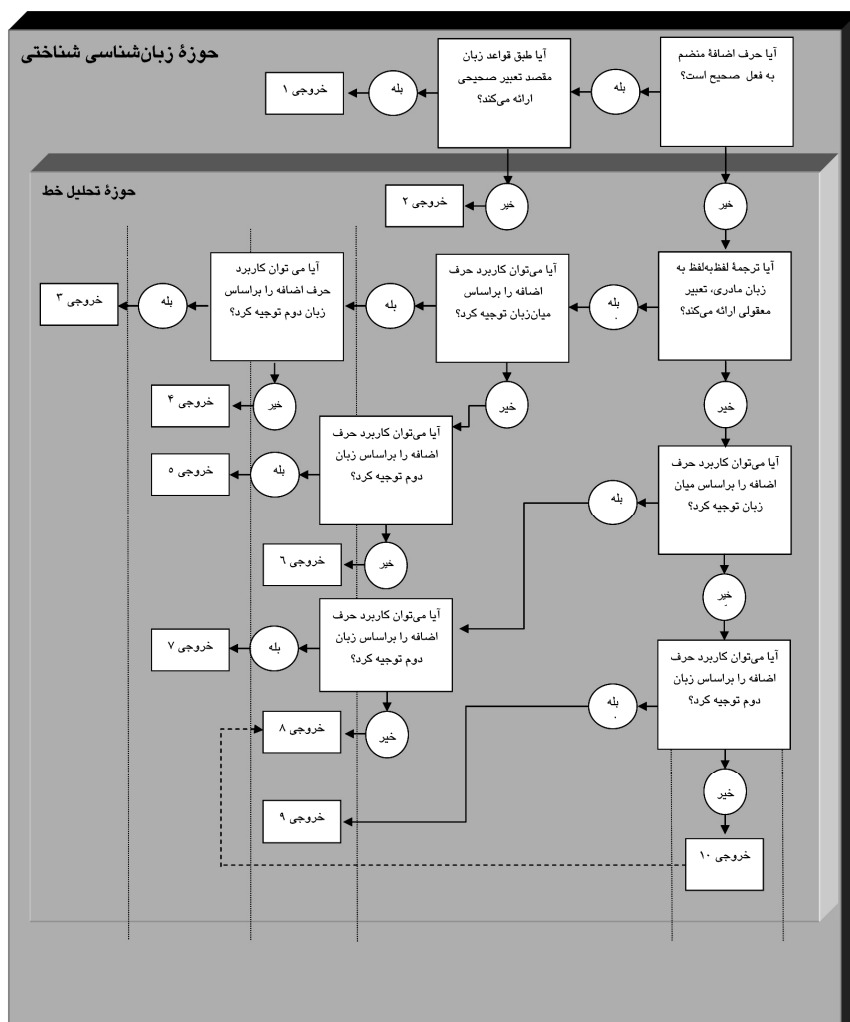 حوزهٔ زبان‌شناسی شناختی
آیا حرف اضافهٔ منضم
به فعل صحیح است؟
بله
آیا طبق قواعد زبان
مقصد تعبیر صحیحی
ارائه می‌کند؟
بله
خروجی ۱
حوزهٔ تحلیل خط
خیر
خیر
خروجی ۲
آیا ترجمهٔ لفظ‌به‌لفظ به
زبان مادری، تعبیر
معقولی ارائه می‌کند؟
بله
آیا می‌توان کاربرد حرف
اضافه را براساس
میان‌زبان توجیه کرد؟
بله
آیا می توان کاربرد
حرف اضافه را براساس
زبان دوم توجیه کرد؟
بله
خروجی ۳
خیر
خیر
خیر
خروجی ۴
آیا می‌توان کاربرد حرف
اضافه را براساس زبان
دوم توجیه کرد؟
بله
خروجی ۵
آیا می‌توان کاربرد حرف
اضافه را براساس میان
زبان توجیه کرد؟
بله
خیر
خروجی ۶
خیر
آیا می‌توان کاربرد حرف
اضافه را براساس زبان
دوم توجیه کرد؟
بله
خروجی ۷
آیا می‌توان کاربرد حرف
اضافه را براساس زبان
دوم توجیه کرد؟
بله
خیر
خروجی ۸
خیر
خروجی ۹
خروجی ۱۰